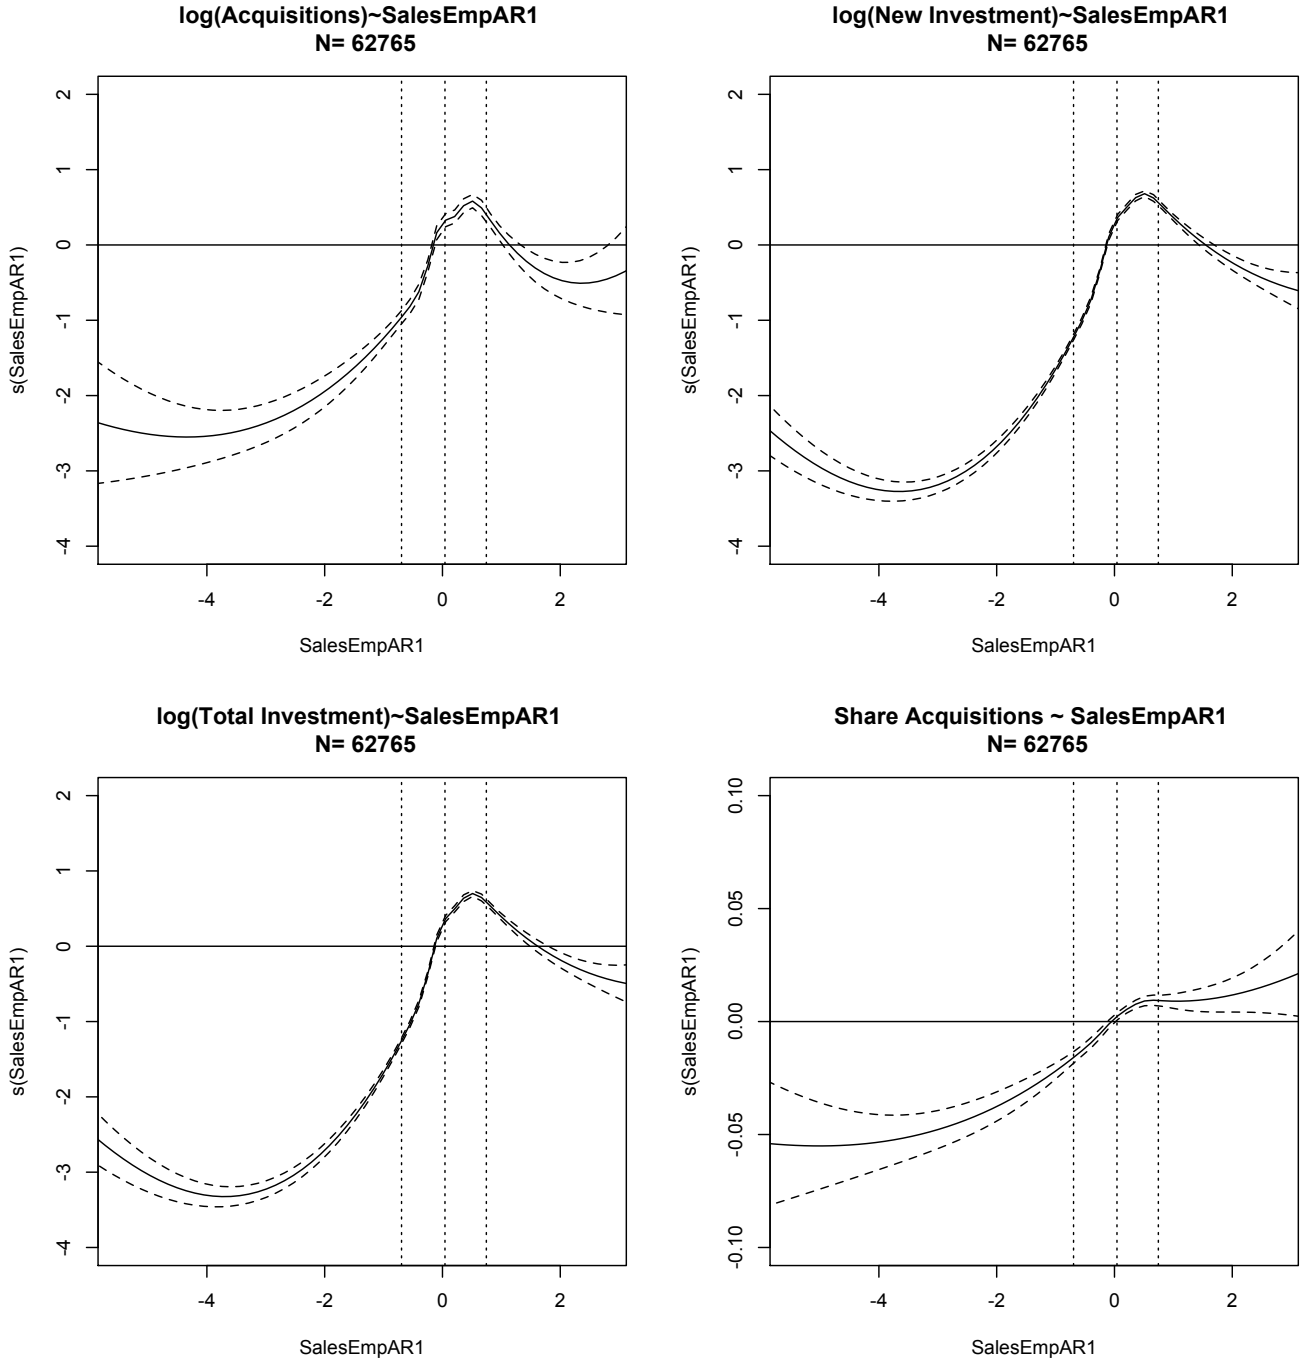 log(Acquisitions)~SalesEmpAR1
N= 62765
2
1
0
-1
-2
-3
-4
s(SalesEmpAR1)
-4 -2 0 2
SalesEmpAR1
log(New Investment)~SalesEmpAR1
N= 62765
2
1
0
-1
-2
-3
-4
s(SalesEmpAR1)
-4 -2 0 2
SalesEmpAR1
log(Total Investment)~SalesEmpAR1
N= 62765
2
1
0
-1
-2
-3
-4
s(SalesEmpAR1)
-4 -2 0 2
SalesEmpAR1
Share Acquisitions ~ SalesEmpAR1
N= 62765
0.10
0.05
0.00
-0.05
-0.10
s(SalesEmpAR1)
-4 -2 0 2
SalesEmpAR1